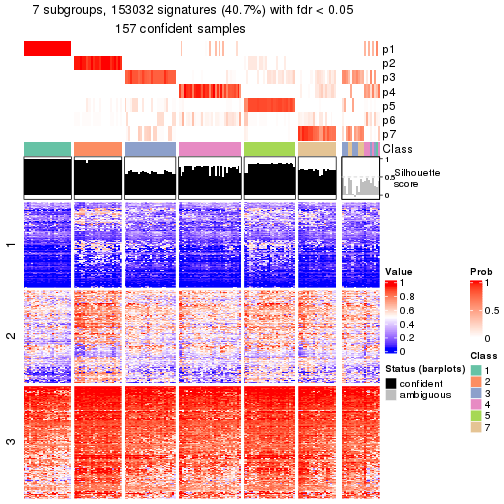 7 subgroups, 153032 signatures (40.7%) with fdr < 0.05
157 confident samples
p1
p2
p3
p4
p5
p6
p7
Class
1
0.5
0
Silhouette
score
1
2
3
Value
1
0.8
0.6
0.4
0.2
0
Status (barplots)
confident
ambiguous
Prob
1
0.5
0
Class
1
2
3
4
5
7